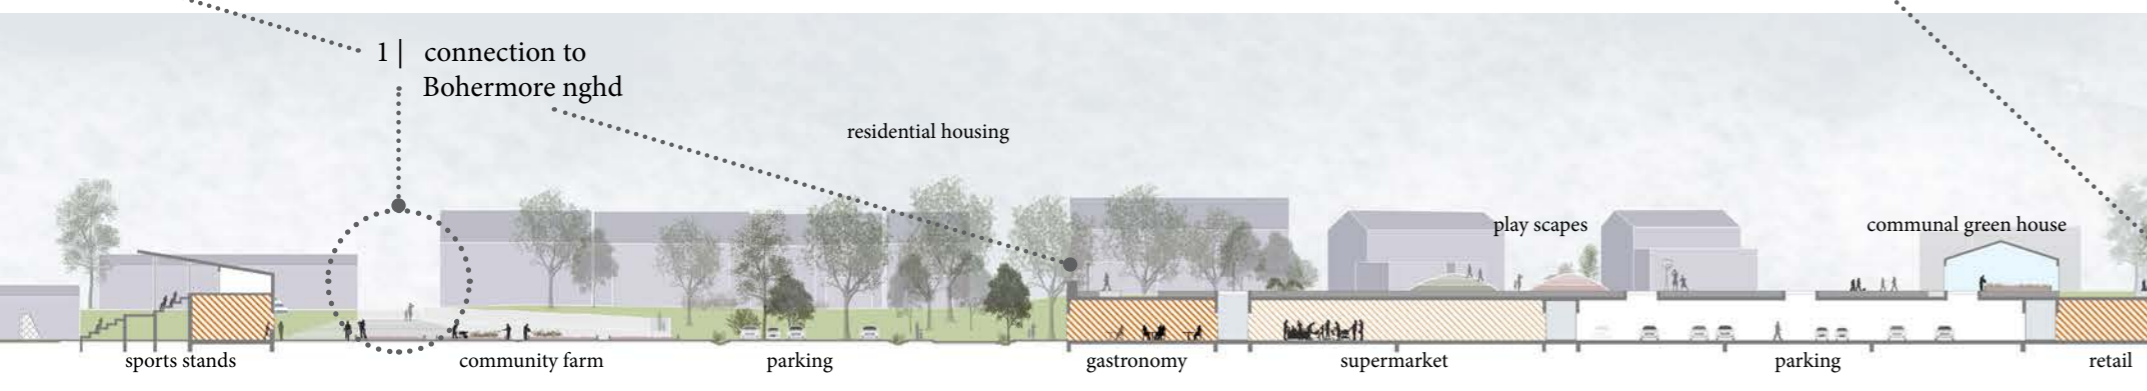 1 | connection to
Bohermore nghd
residential housing
play scapes
communal green house
sports stands
community farm
parking
gastronomy
supermarket
parking
retail